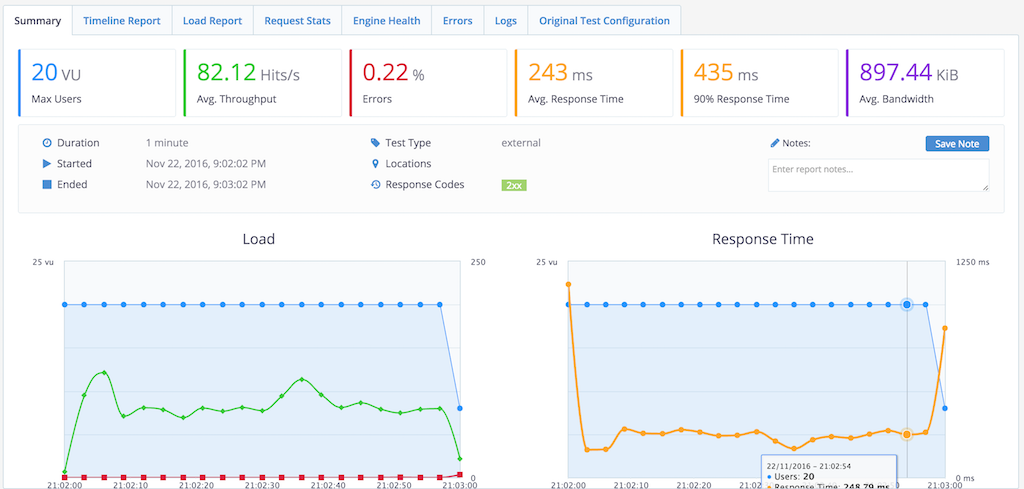 Summary Timeline Report Load Report Request Stats Engine Health Errors Logs Original Test Configuration
20 VU 82.12 Hits/s 0.22 % 243 ms 435 ms 897.44 KiB
Max Users Avg. Throughput Errors Avg. Response Time 90% Response Time Avg. Bandwidth
Duration 1 minute Test Type external Notes: Save Note
Started Nov 22, 2016, 9:02:02 PM Locations Enter report notes...
Ended Nov 22, 2016, 9:03:02 PM Response Codes 2xx
Load Response Time
25 vu 250 25 vu 1250 ms
22/11/2016 – 21:02:54
Users: 20
0 0 ms
Response Time: 248.79 ms
21:02:00 21:02:10 21:02:20 21:02:30 21:02:40 21:02:50 21:03:00 21:02:00 21:02:10 21:02:20 21:03:00